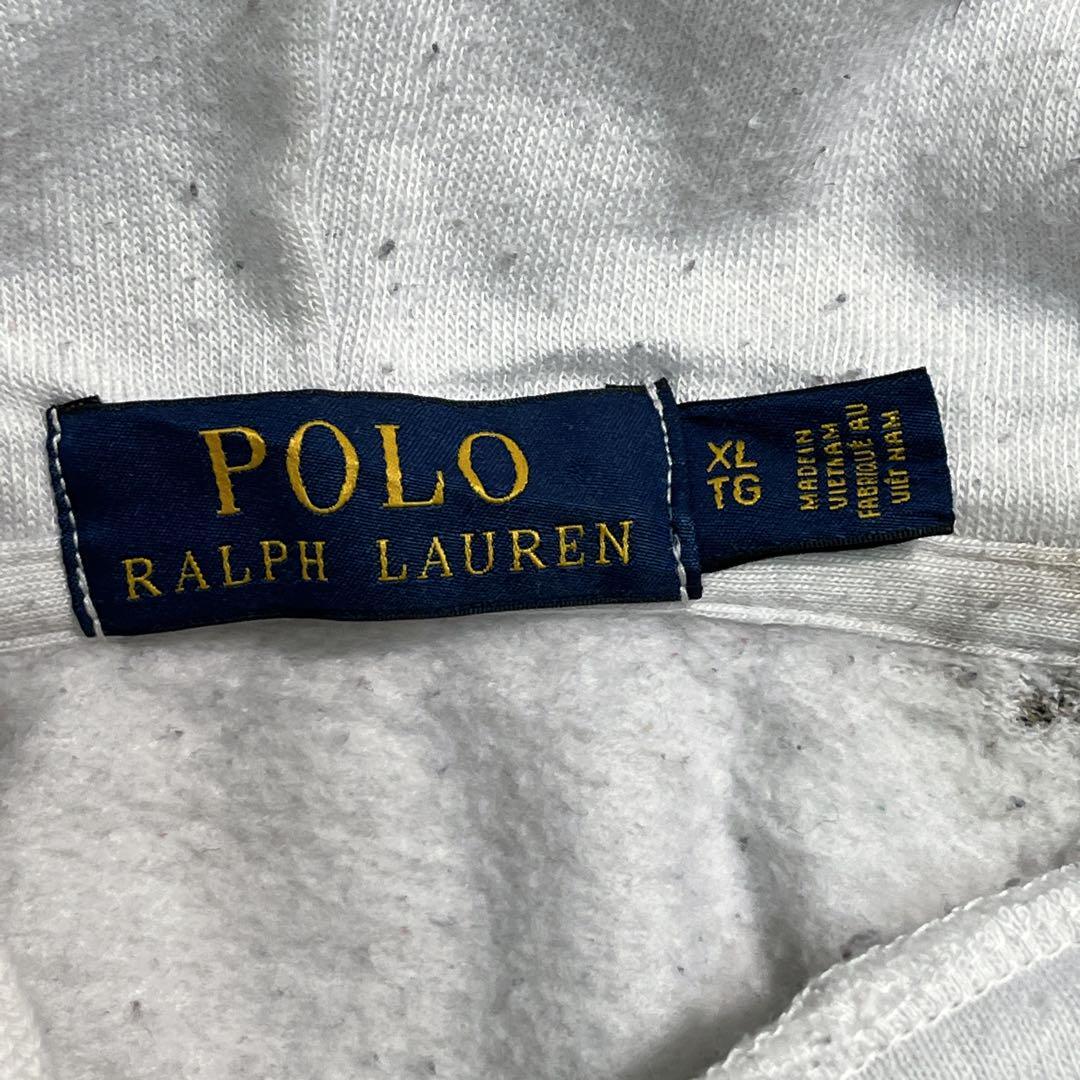 POLO
RALPH LAUREN
XL
TG
MADE IN
VIETNAM
FABRIQUÉ AU
VIÊT NAM